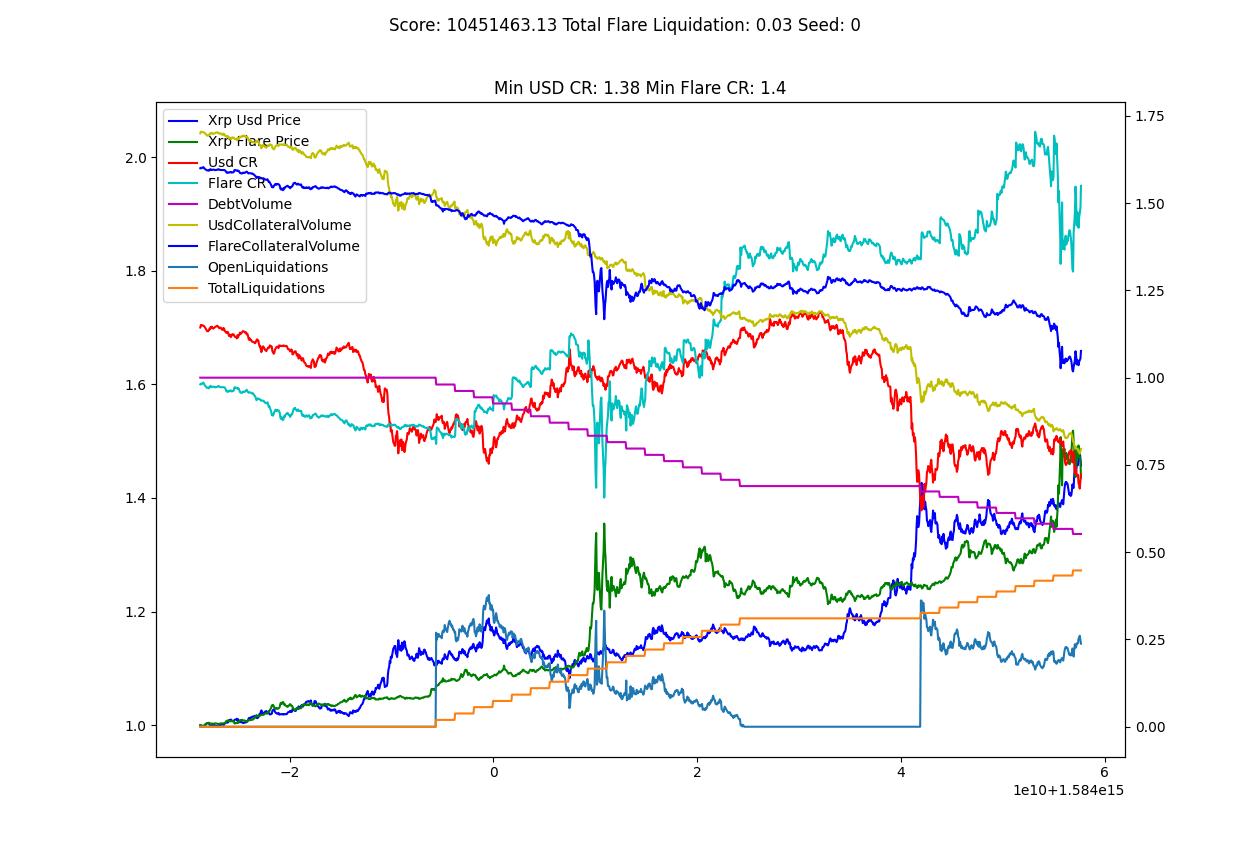 Score: 10451463.13 Total Flare Liquidation: 0.03 Seed: 0
Min USD CR: 1.38 Min Flare CR: 1.4
Xrp Usd Price
Xrp Flare Price
Usd CR
Flare CR
DebtVolume
UsdCollateralVolume
FlareCollateralVolume
OpenLiquidations
TotalLiquidations
2.0
1.8
1.6
1.4
1.2
1.0
1.75
1.50
1.25
1.00
0.75
0.50
0.25
0.00
−2 0 2 4 6
1e10+1.584e15